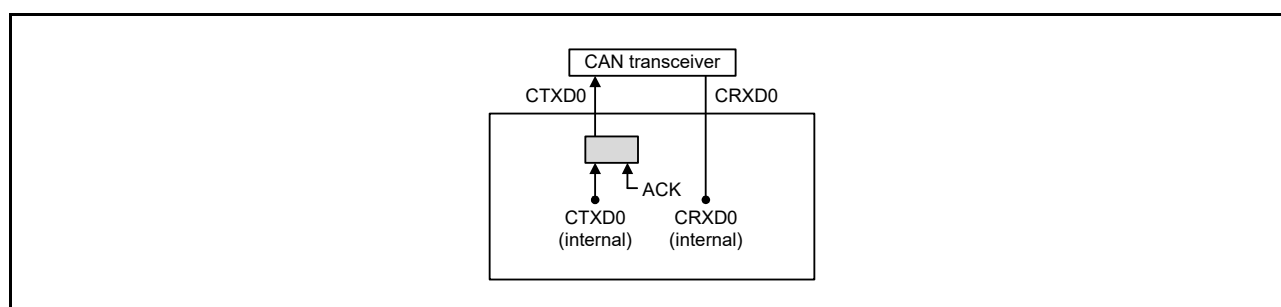 CAN transceiver
CTXD0
CRXD0
ACK
CTXD0
(internal)
CRXD0
(internal)